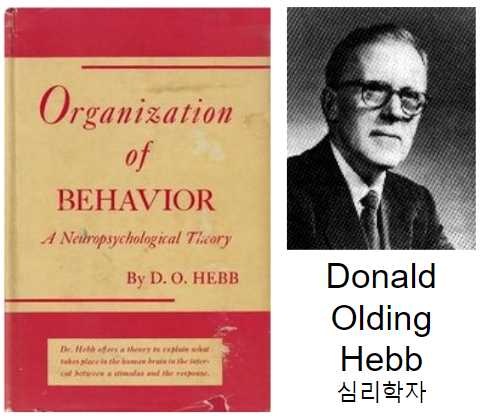 Organization
of
BEHAVIOR
A Neuropsychological Theory
By D. O. HEBB
Dr. Hebb offers a theory to explain what
takes place in the human brain in the inter-
val between a stimulus and the response.
Donald
Olding
Hebb
심리학자